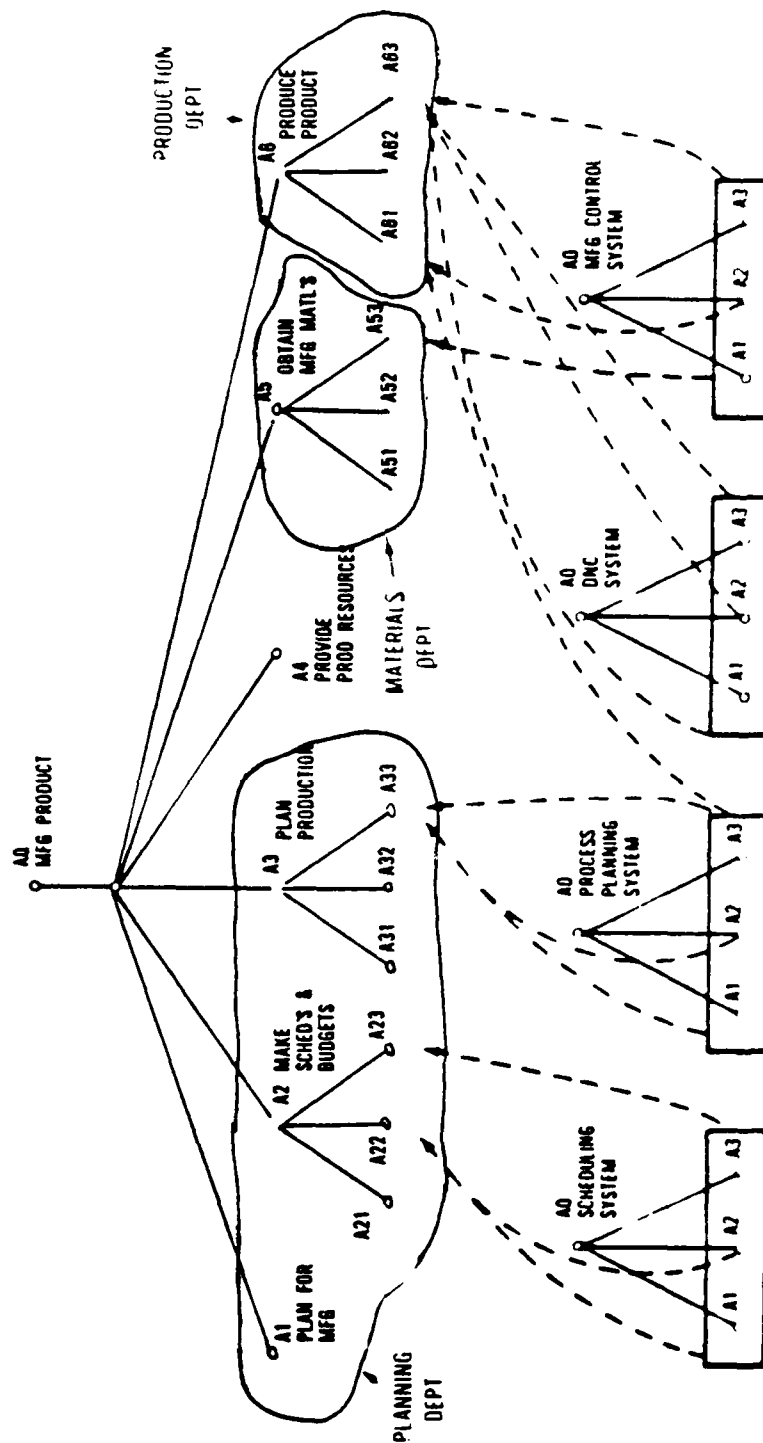 A0
MFG PRODUCT
PRODUCTION
DEPT
A1
PLAN FOR
MFG
A2 MAKE
SCHED'S &
BUDGETS
A21
A22
A23
A3
PLAN
PRODUCTION
A31
A32
A33
A4
PROVIDE
PROD RESOURCES
A5
OBTAIN
MFG MATL'S
A51
A52
A53
A6
PRODUCE
PRODUCT
A61
A62
A63
PLANNING
DEPT
MATERIALS
DEPT
A0
SCHEDULING
SYSTEM
A1
A2
A3
A0
PROCESS
PLANNING
SYSTEM
A1
A2
A3
A0
DNC
SYSTEM
A1
A2
A3
A0
MFG CONTROL
SYSTEM
A1
A2
A3